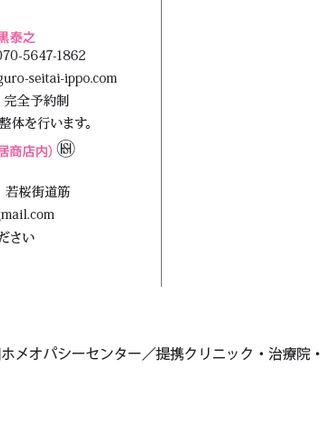 黒泰之
070-5647-1862
guro-seitai-ippo.com
完全予約制
整体を行います。
居商店内）
若桜街道筋
gmail.com
ださい
ホメオパシーセンター／提携クリニック・治療院・